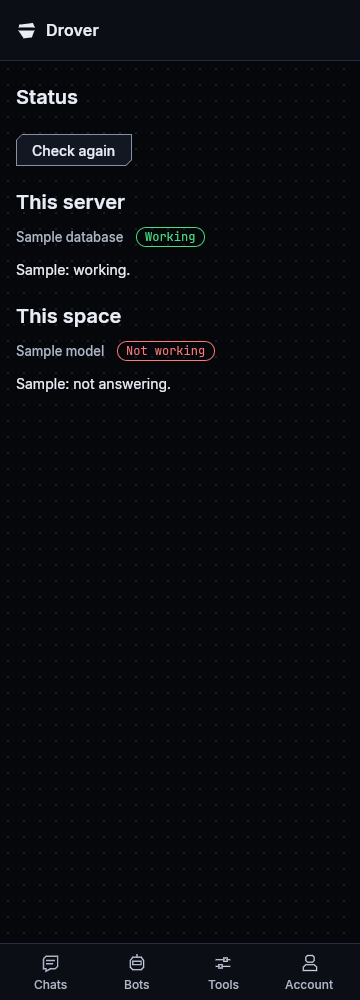 Drover
Status
Check again
This server
Sample database Working
Sample: working.
This space
Sample model Not working
Sample: not answering.
Chats Bots Tools Account